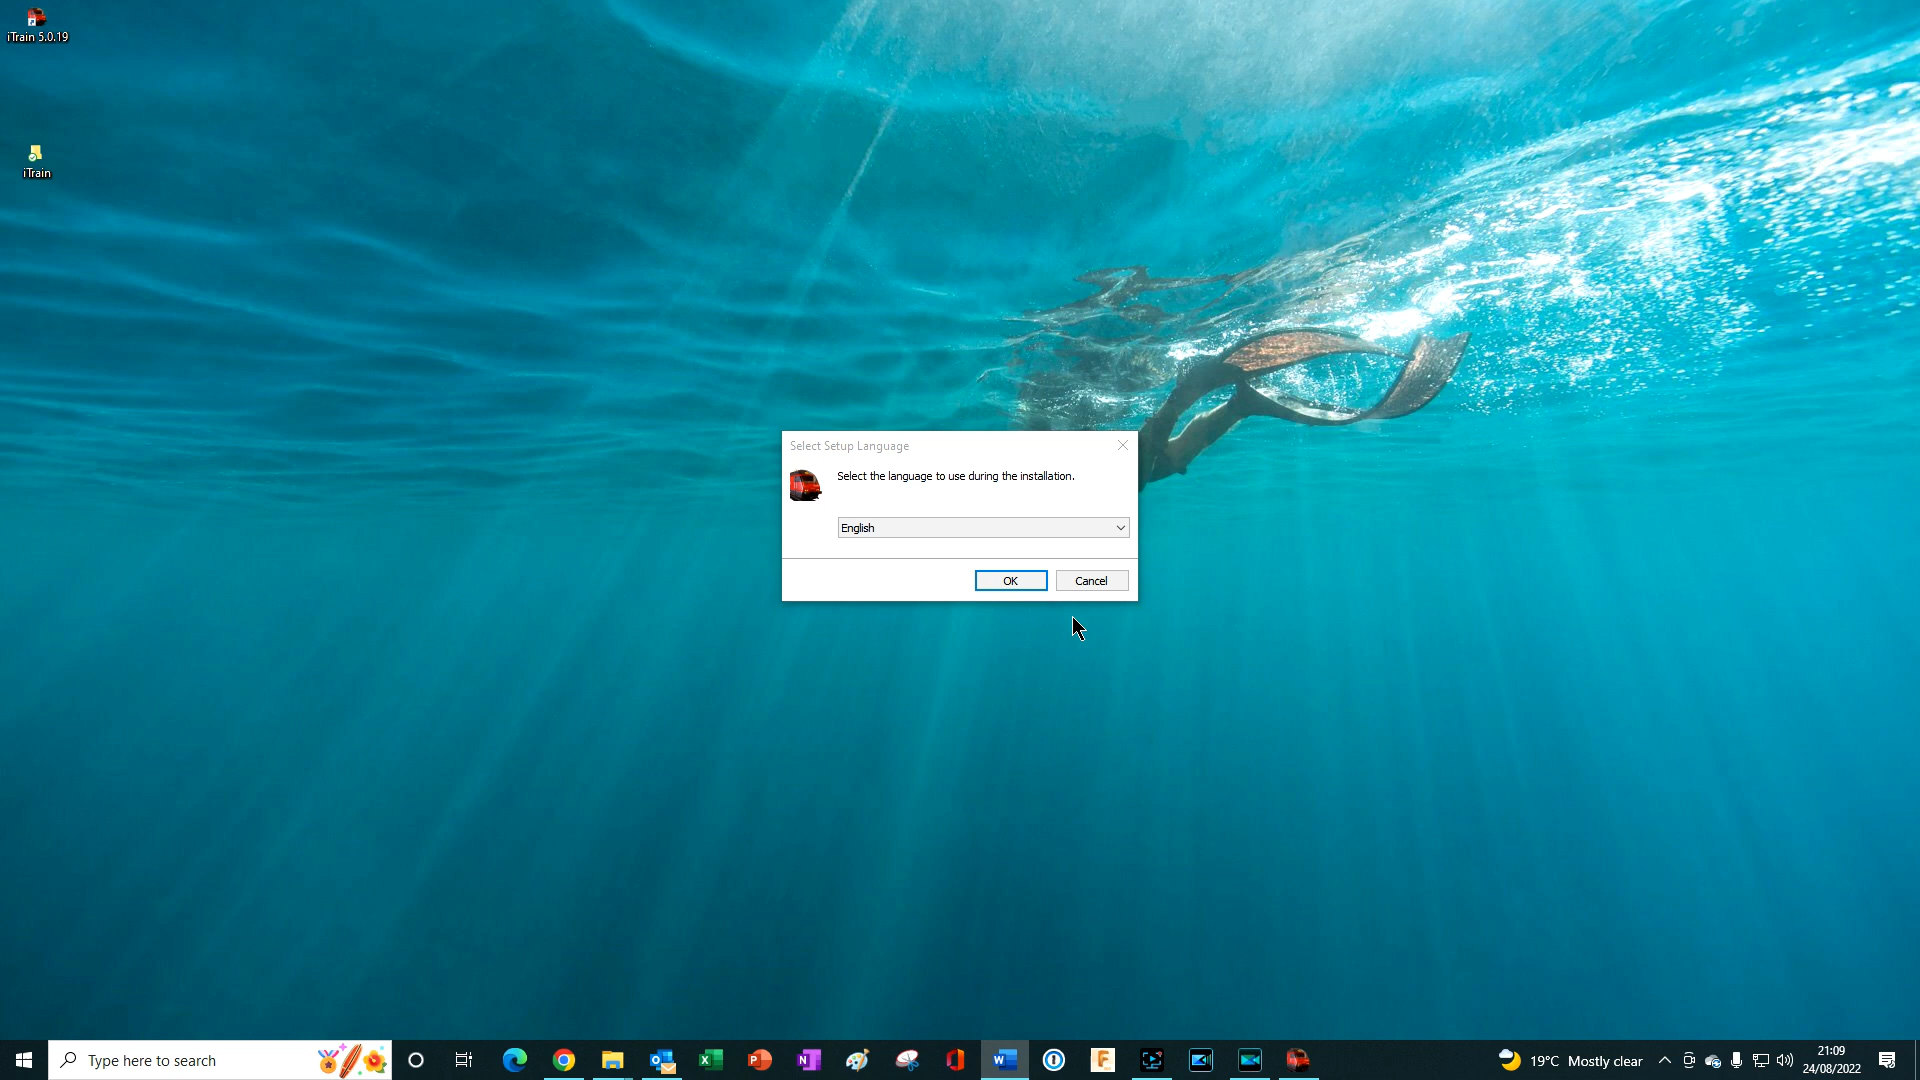 iTrain 5.0.19
iTrain
Select Setup Language
Select the language to use during the installation.
English
OK
Cancel
Type here to search
19°C Mostly clear
21:09
24/08/2022